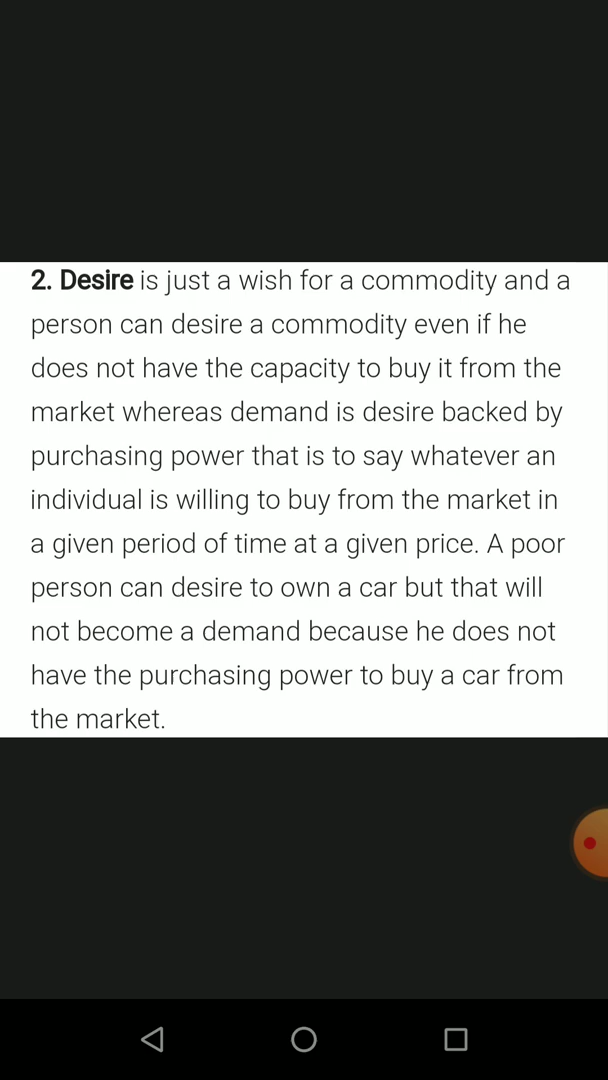 2. Desire is just a wish for a commodity and a
person can desire a commodity even if he
does not have the capacity to buy it from the
market whereas demand is desire backed by
purchasing power that is to say whatever an
individual is willing to buy from the market in
a given period of time at a given price. A poor
person can desire to own a car but that will
not become a demand because he does not
have the purchasing power to buy a car from
the market.